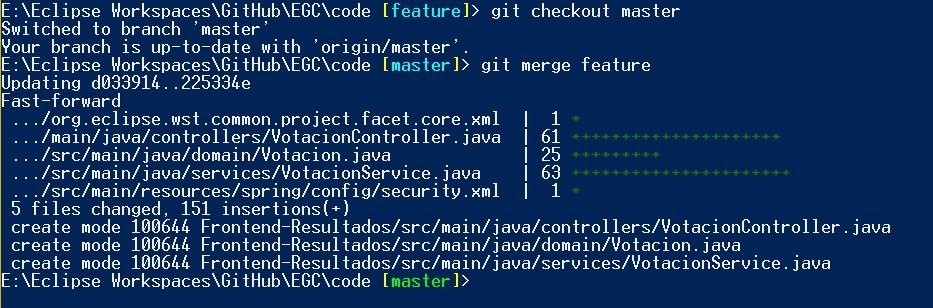 E:\Eclipse Workspaces\GitHub\EGC\code [feature]> git checkout master
Switched to branch 'master'
Your branch is up-to-date with 'origin/master'.
E:\Eclipse Workspaces\GitHub\EGC\code [master]> git merge feature
Updating d033914..225334e
Fast-forward
 .../org.eclipse.wst.common.project.facet.core.xml  |  1 +
 .../main/java/controllers/VotacionController.java  | 61 +++++++++++++++++++++
 .../src/main/java/domain/Votacion.java             | 25 +++++++++
 .../src/main/java/services/VotacionService.java    | 63 ++++++++++++++++++++++
 .../src/main/resources/spring/config/security.xml  |  1 +
 5 files changed, 151 insertions(+)
 create mode 100644 Frontend-Resultados/src/main/java/controllers/VotacionController.java
 create mode 100644 Frontend-Resultados/src/main/java/domain/Votacion.java
 create mode 100644 Frontend-Resultados/src/main/java/services/VotacionService.java
E:\Eclipse Workspaces\GitHub\EGC\code [master]>